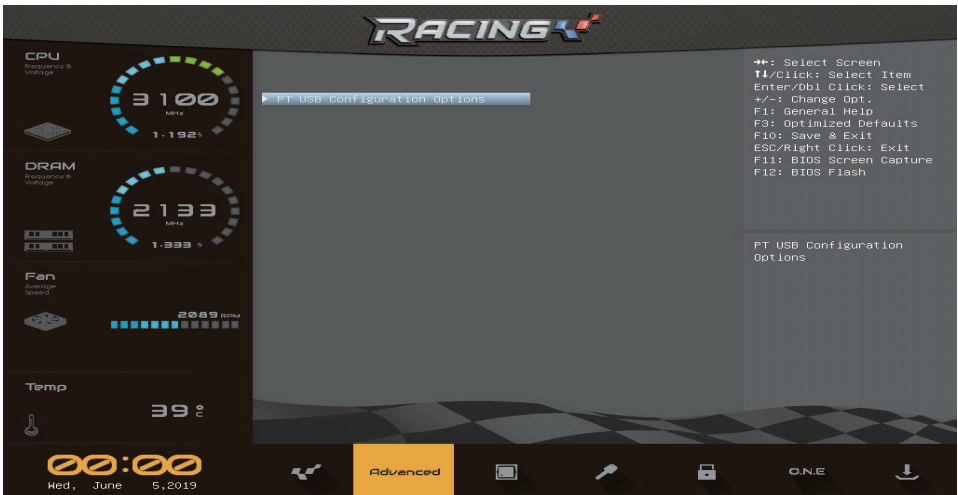 RACING
CPU
Frequency &
Voltage
3100
MHz
1.192 V
DRAM
Frequency &
Voltage
2133
MHz
1.333 V
Fan
Average
Speed
2089 RPM
Temp
39 °C
00:00
Wed, June 5,2019
▶ PT USB Configuration Options
→←: Select Screen
↑↓/Click: Select Item
Enter/Dbl Click: Select
+/-: Change Opt.
F1: General Help
F3: Optimized Defaults
F10: Save & Exit
ESC/Right Click: Exit
F11: BIOS Screen Capture
F12: BIOS Flash
PT USB Configuration
Options
Advanced
O.N.E